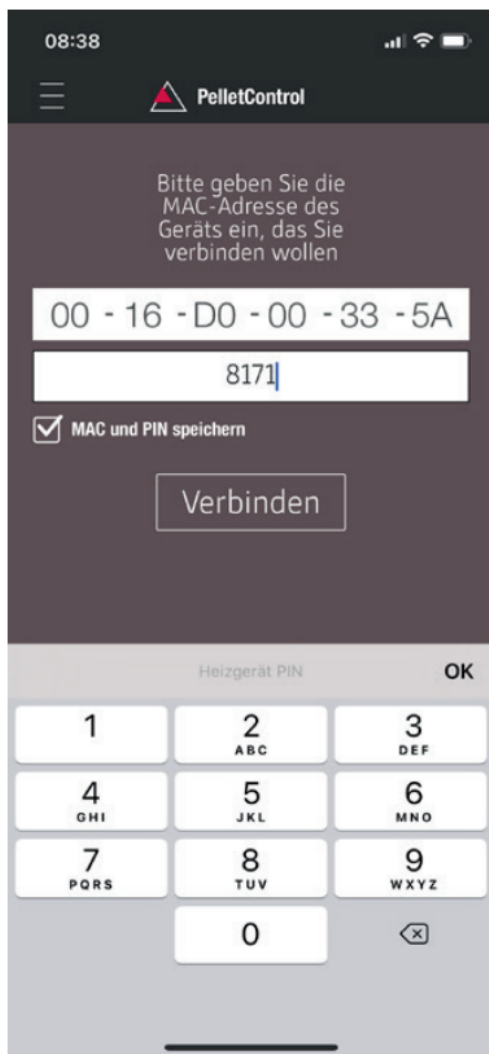 08:38
PelletControl
Bitte geben Sie die
MAC-Adresse des
Geräts ein, das Sie
verbinden wollen
00 - 16 - D0 - 00 - 33 - 5A
8171
MAC und PIN speichern
Verbinden
Heizgerät PIN OK
1 2 3
ABC DEF
4 5 6
GHI JKL MNO
7 8 9
PQRS TUV WXYZ
0